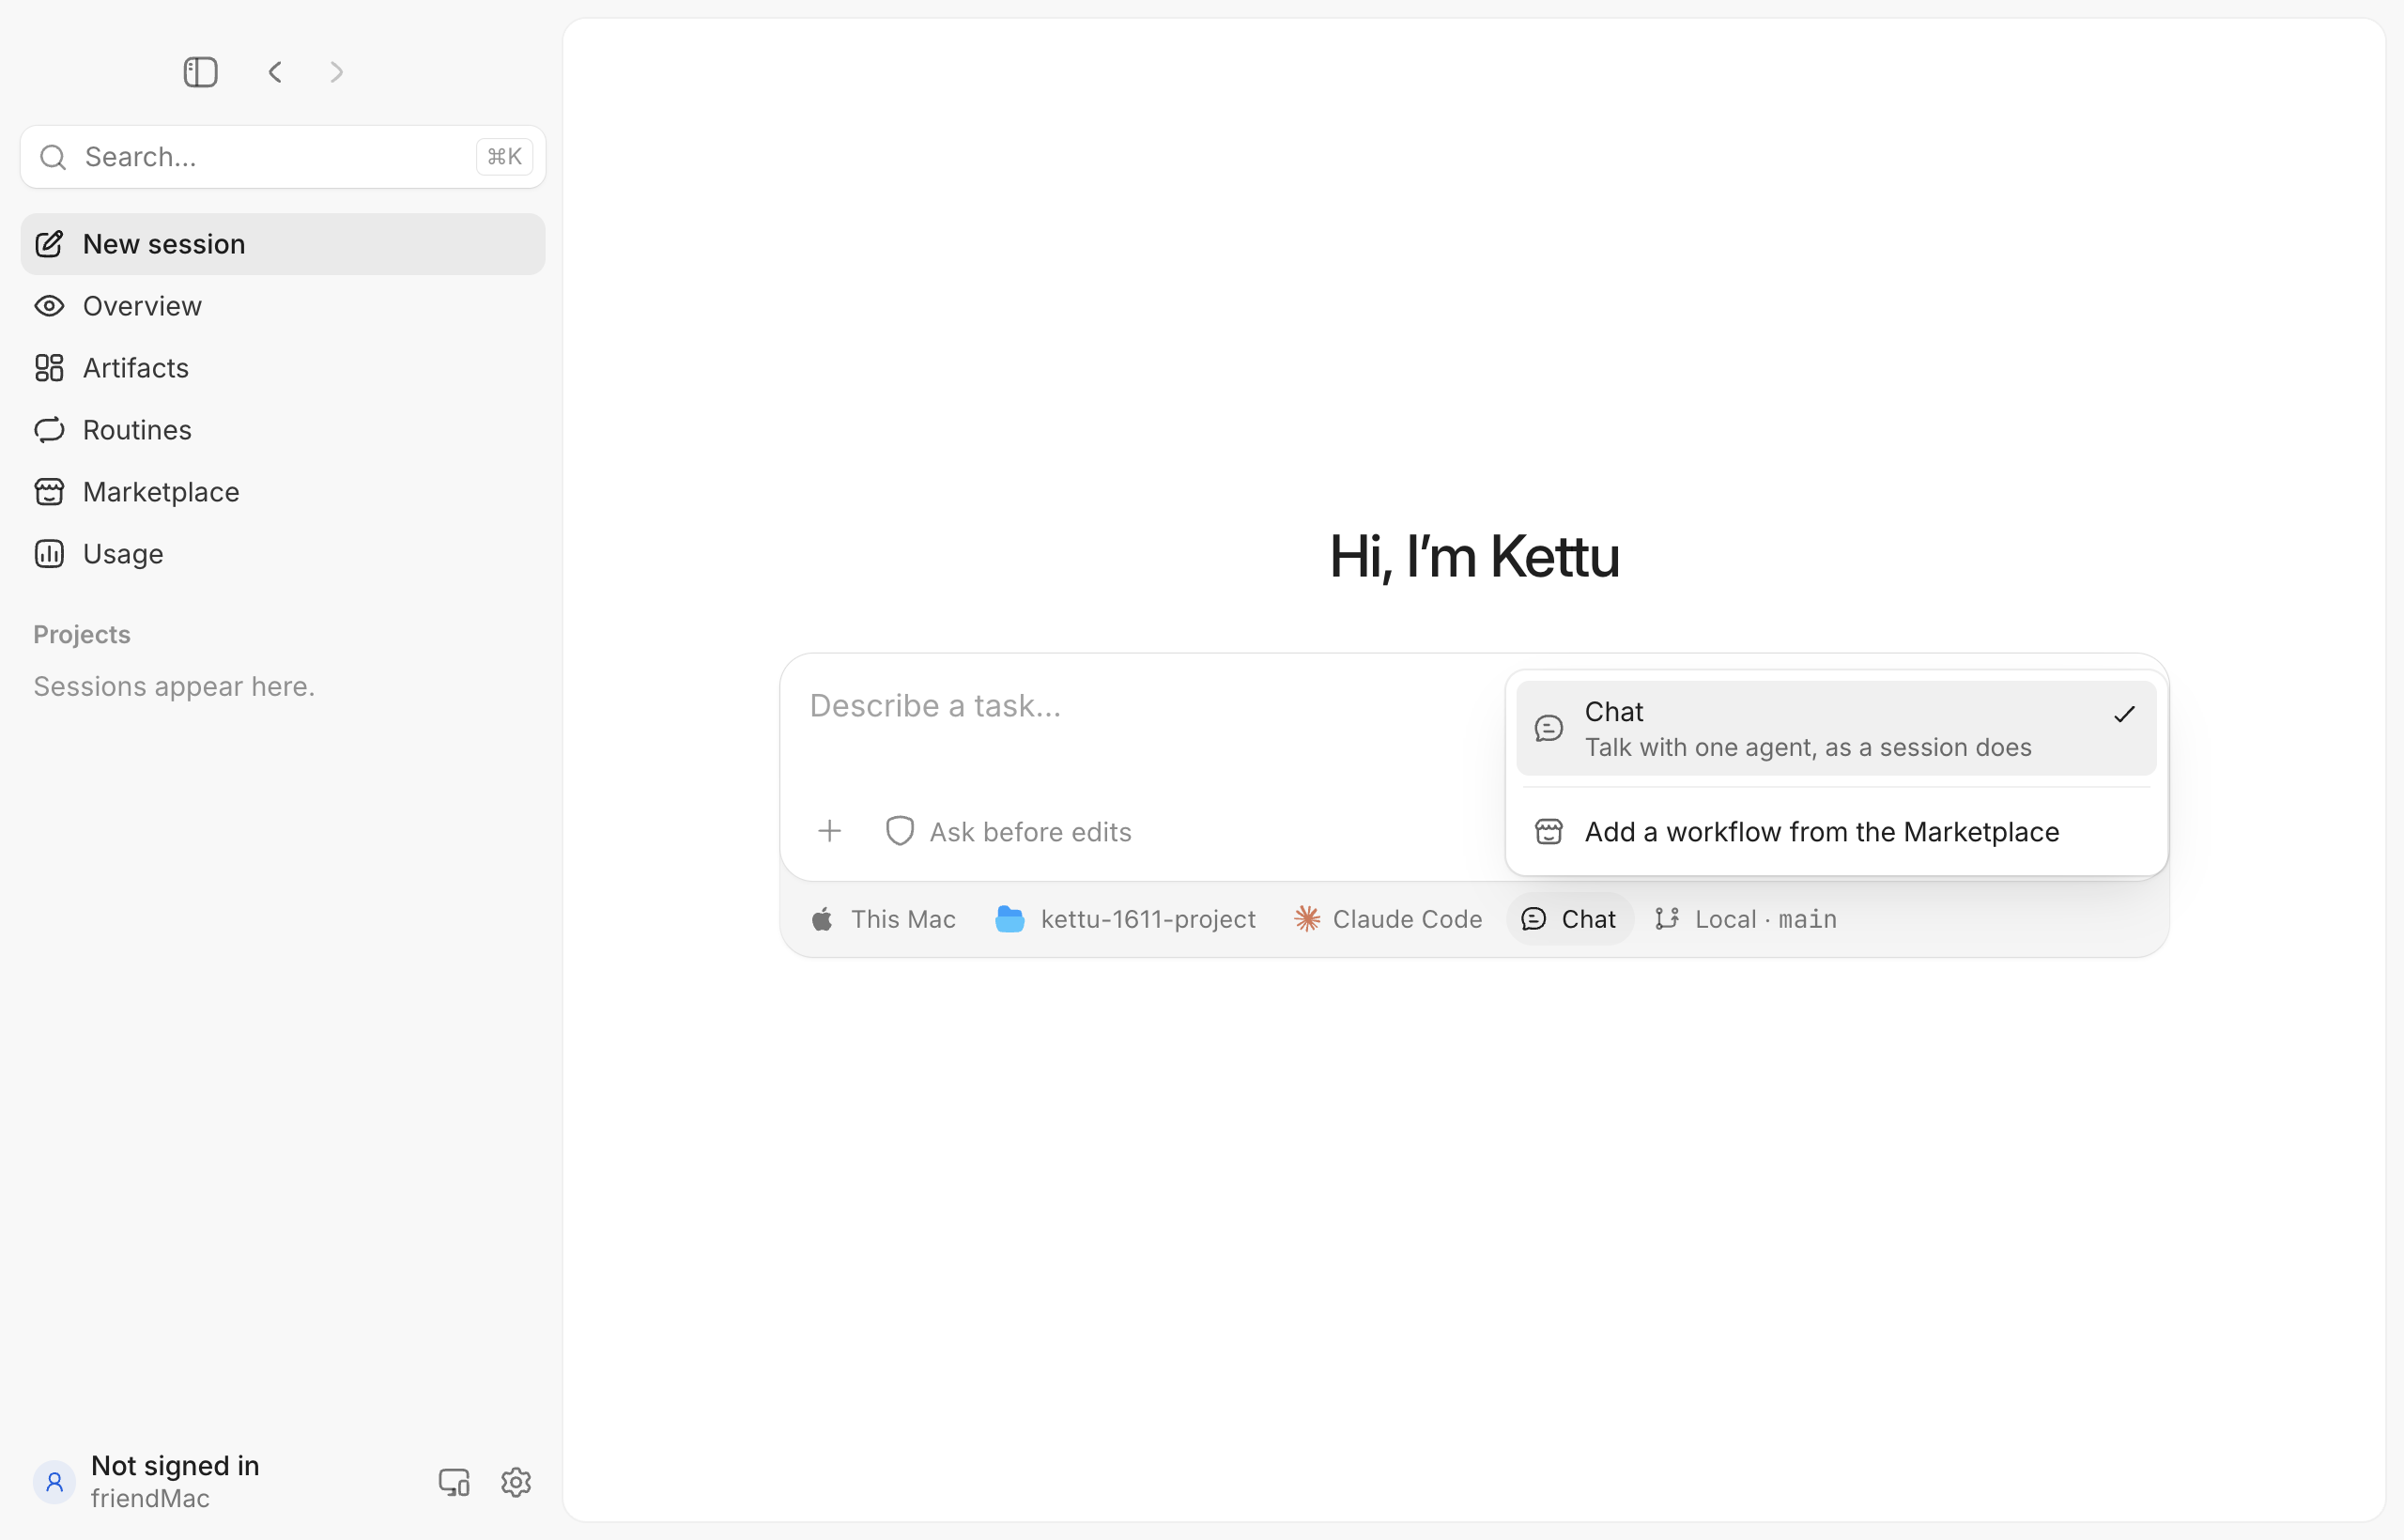 Search...
⌘K
New session
Overview
Artifacts
Routines
Marketplace
Usage
Projects
Sessions appear here.
Hi, I’m Kettu
Describe a task...
Chat
Talk with one agent, as a session does
Add a workflow from the Marketplace
Ask before edits
This Mac
kettu-1611-project
Claude Code
Chat
Local · main
Not signed in
friendMac